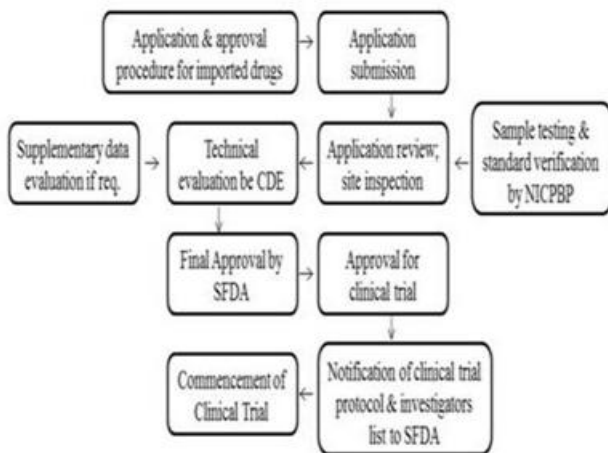 Application & approval
procedure for imported drugs
Application
submission
Supplementary data
evaluation if req.
Technical
evaluation be CDE
Application review;
site inspection
Sample testing &
standard verification
by NICPBP
Final Approval by
SFDA
Approval for
clinical trial
Commencement of
Clinical Trial
Notification of clinical trial
protocol & investigators
list to SFDA